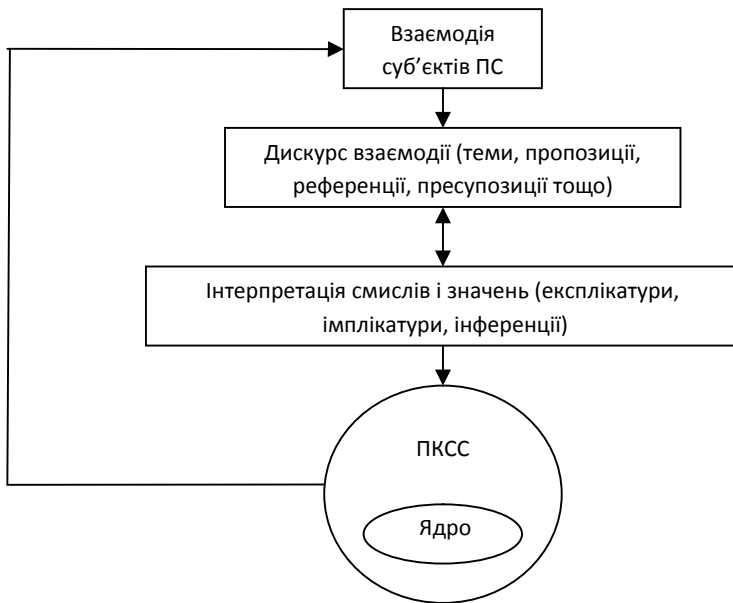 Взаємодія
суб’єктів ПС
Дискурс взаємодії (теми, пропозиції,
референції, пресупозиції тощо)
Інтерпретація смислів і значень (експлікатури,
імплікатури, інференції)
ПКСС
Ядро